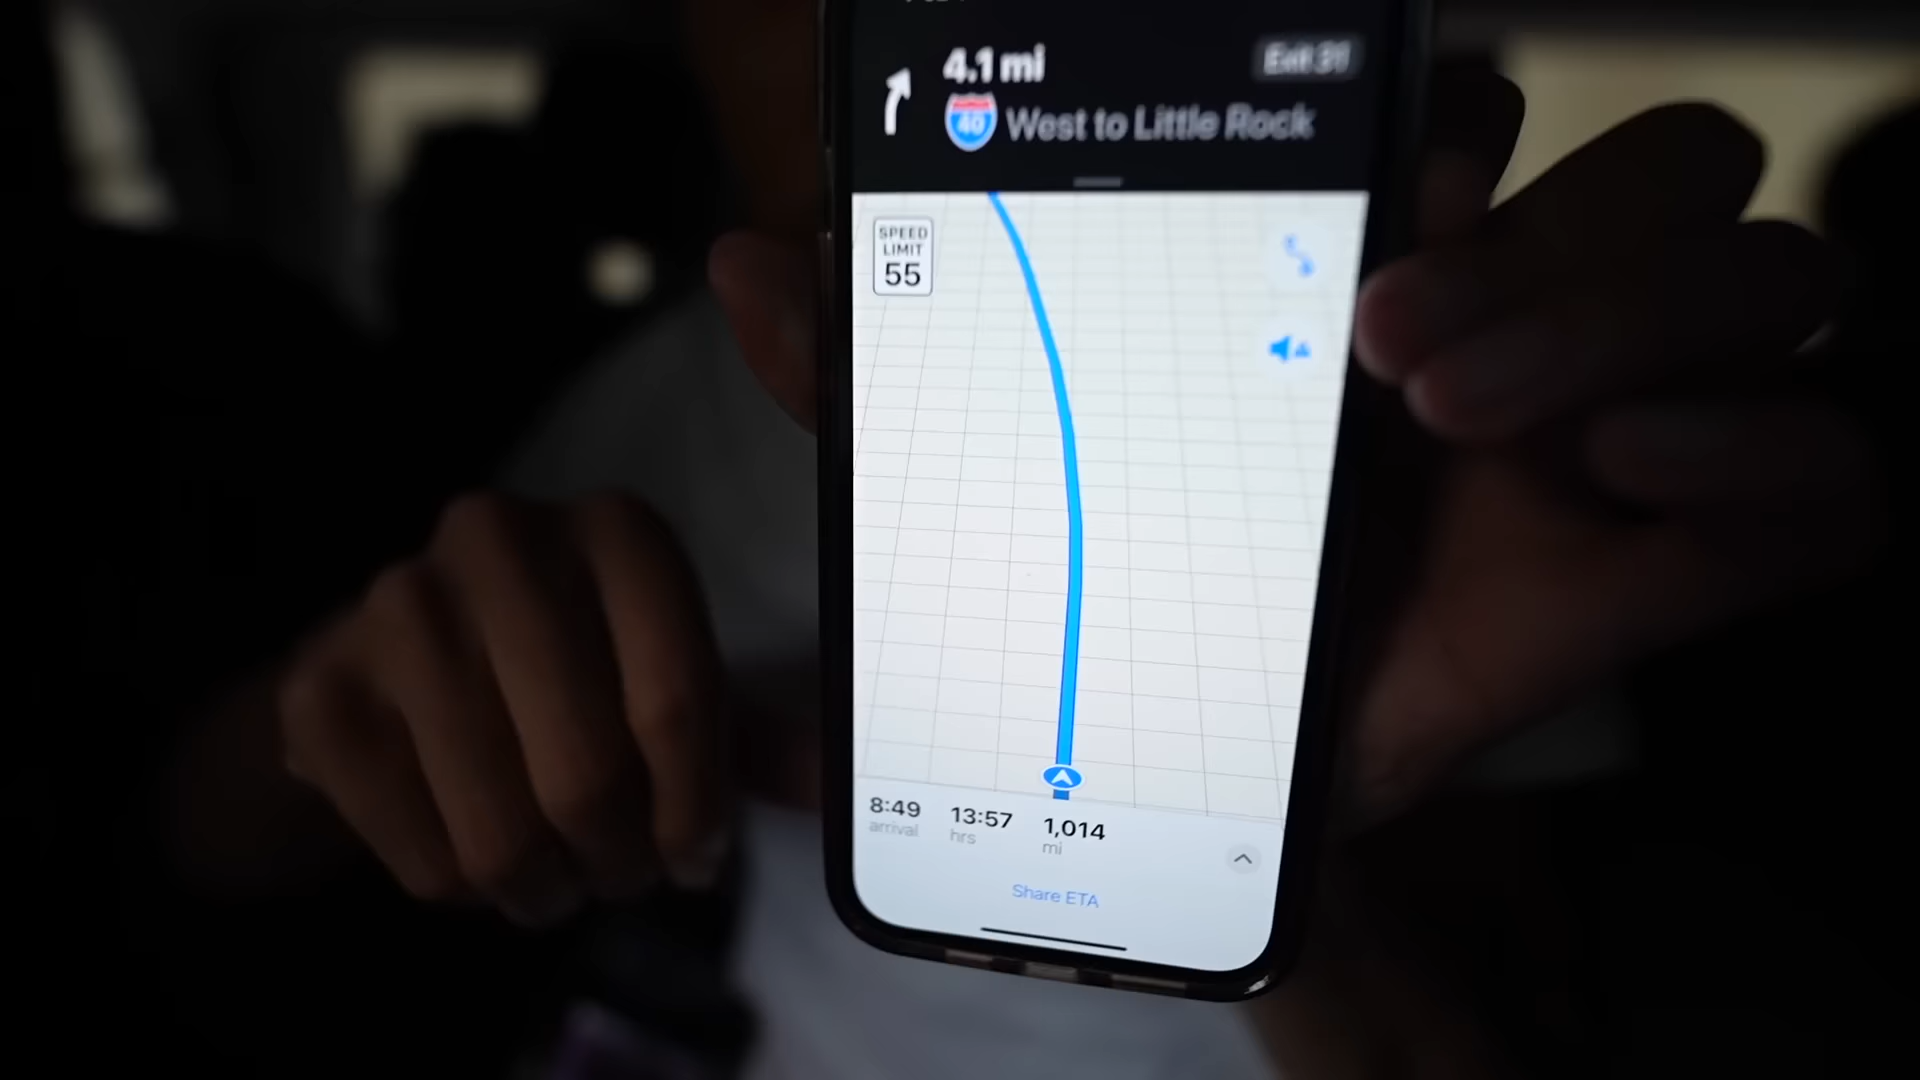 4.1 mi
Exit 31
40 West to Little Rock
SPEED
LIMIT
55
8:49 13:57 1,014
arrival hrs mi
Share ETA